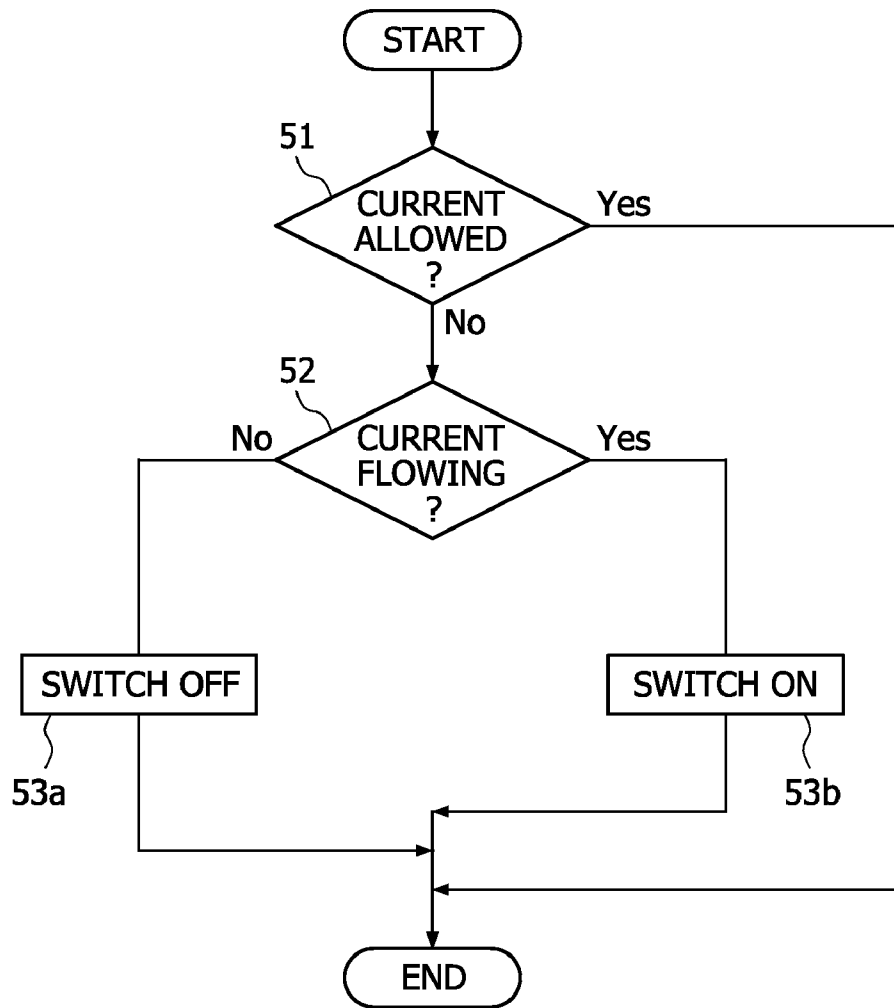 START
51
CURRENT
ALLOWED
?
Yes
No
52
No
CURRENT
FLOWING
?
Yes
SWITCH OFF
SWITCH ON
53a
53b
END